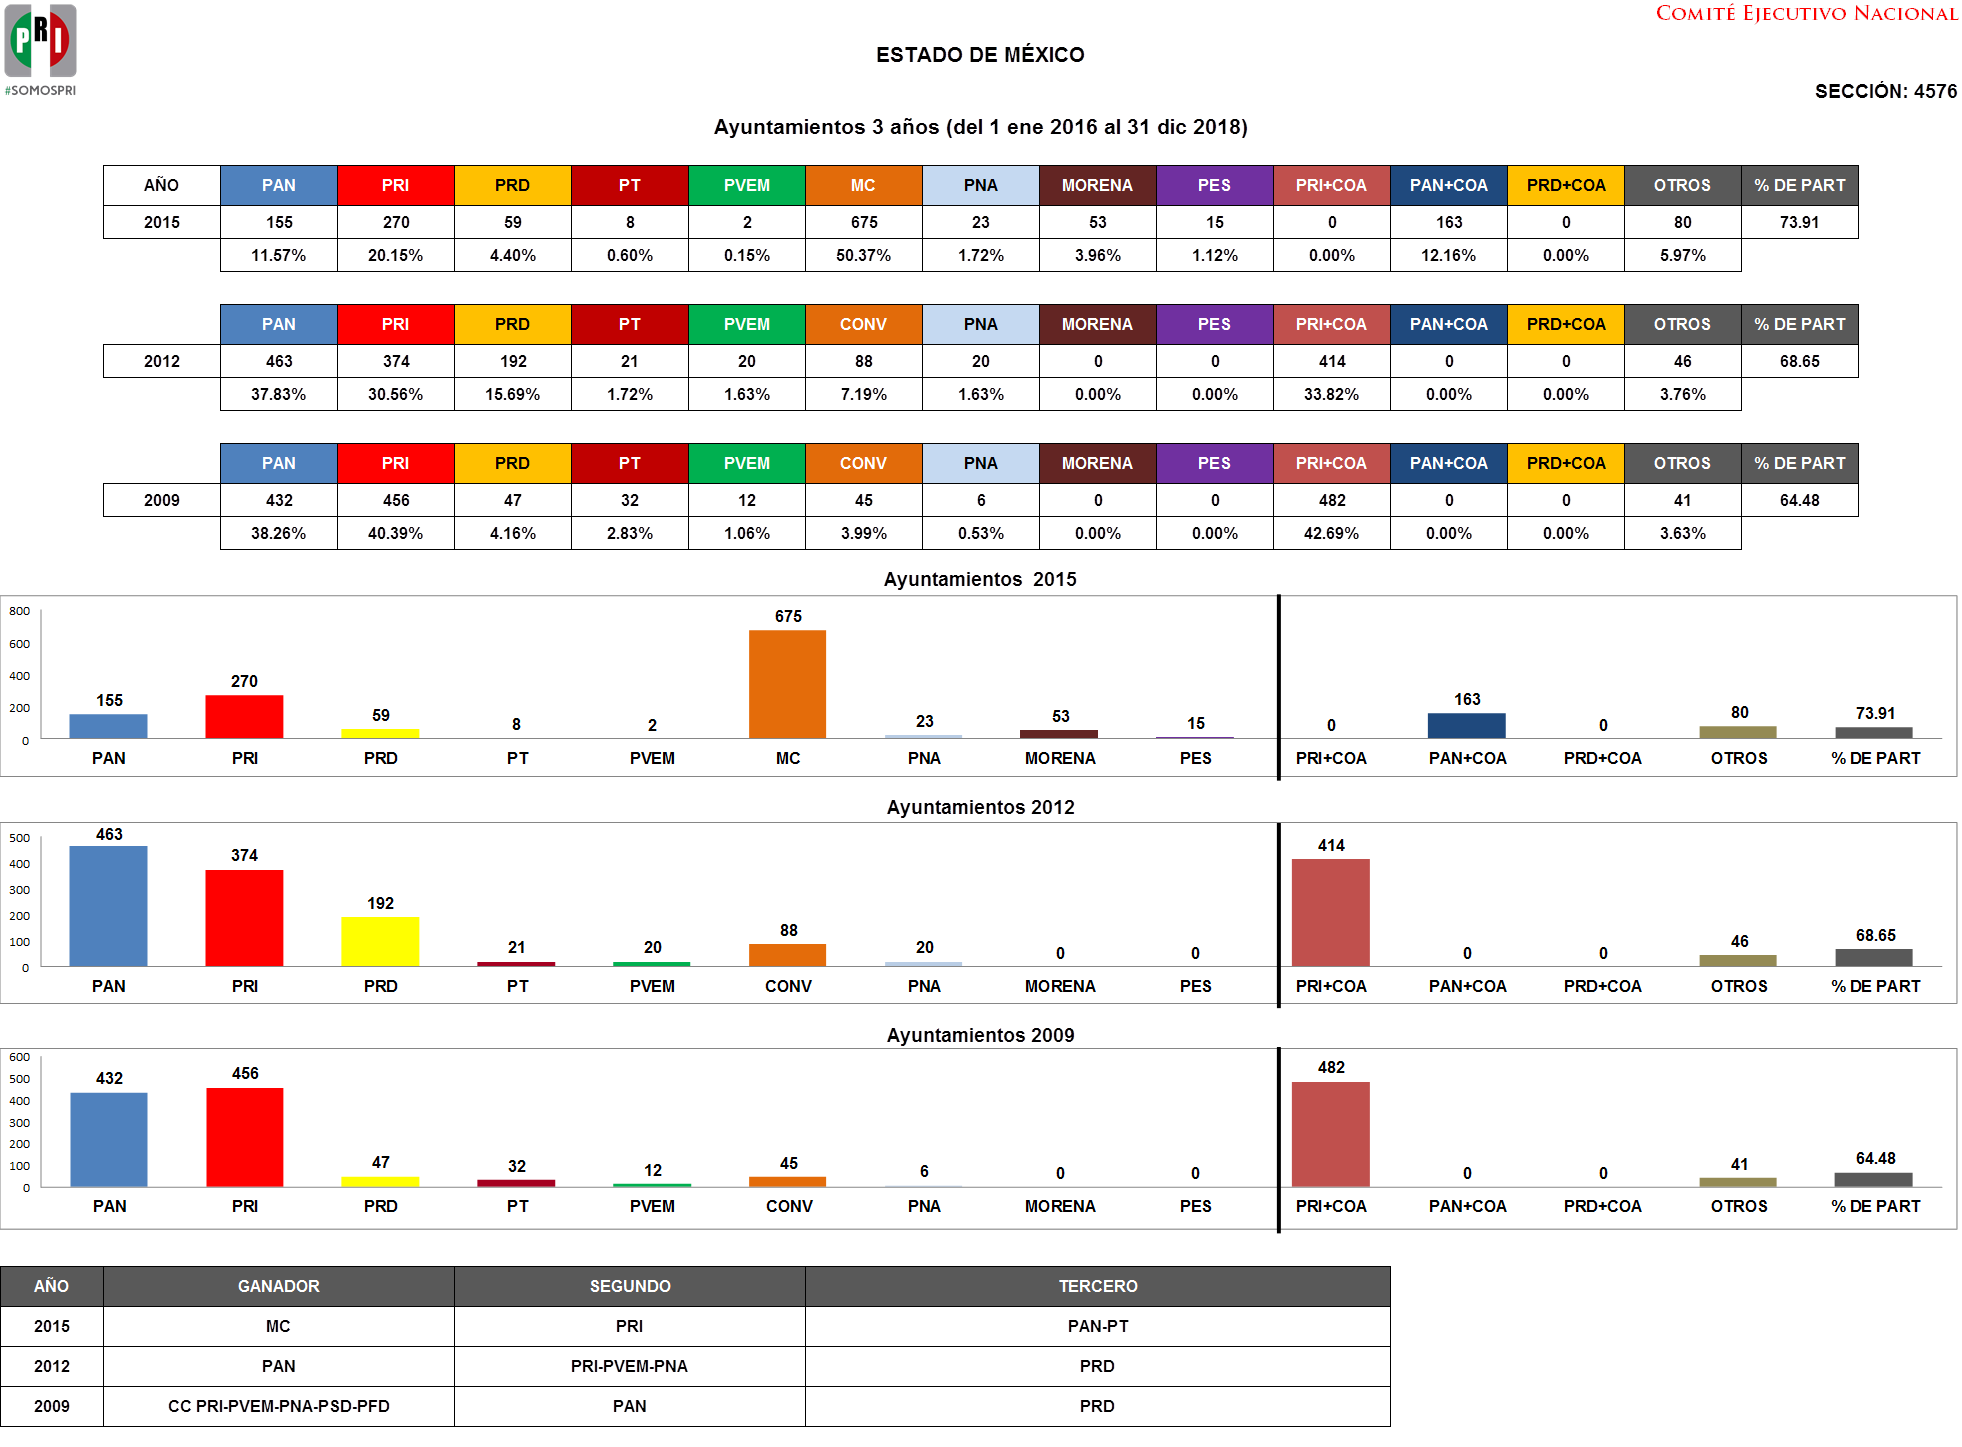 PRI
#SOMOSPRI
COMITÉ EJECUTIVO NACIONAL
ESTADO DE MÉXICO
SECCIÓN: 4576
Ayuntamientos 3 años (del 1 ene 2016 al 31 dic 2018)
AÑO PAN PRI PRD PT PVEM MC PNA MORENA PES PRI+COA PAN+COA PRD+COA OTROS % DE PART
2015 155 270 59 8 2 675 23 53 15 0 163 0 80 73.91
11.57% 20.15% 4.40% 0.60% 0.15% 50.37% 1.72% 3.96% 1.12% 0.00% 12.16% 0.00% 5.97%
PAN PRI PRD PT PVEM CONV PNA MORENA PES PRI+COA PAN+COA PRD+COA OTROS % DE PART
2012 463 374 192 21 20 88 20 0 0 414 0 0 46 68.65
37.83% 30.56% 15.69% 1.72% 1.63% 7.19% 1.63% 0.00% 0.00% 33.82% 0.00% 0.00% 3.76%
PAN PRI PRD PT PVEM CONV PNA MORENA PES PRI+COA PAN+COA PRD+COA OTROS % DE PART
2009 432 456 47 32 12 45 6 0 0 482 0 0 41 64.48
38.26% 40.39% 4.16% 2.83% 1.06% 3.99% 0.53% 0.00% 0.00% 42.69% 0.00% 0.00% 3.63%
Ayuntamientos 2015
800
600
400
200
0
155 270 59 8 2 675 23 53 15 0 163 0 80 73.91
PAN PRI PRD PT PVEM MC PNA MORENA PES PRI+COA PAN+COA PRD+COA OTROS % DE PART
Ayuntamientos 2012
500
400
300
200
100
0
463 374 192 21 20 88 20 0 0 414 0 0 46 68.65
PAN PRI PRD PT PVEM CONV PNA MORENA PES PRI+COA PAN+COA PRD+COA OTROS % DE PART
Ayuntamientos 2009
600
500
400
300
200
100
0
432 456 47 32 12 45 6 0 0 482 0 0 41 64.48
PAN PRI PRD PT PVEM CONV PNA MORENA PES PRI+COA PAN+COA PRD+COA OTROS % DE PART
AÑO GANADOR SEGUNDO TERCERO
2015 MC PRI PAN-PT
2012 PAN PRI-PVEM-PNA PRD
2009 CC PRI-PVEM-PNA-PSD-PFD PAN PRD